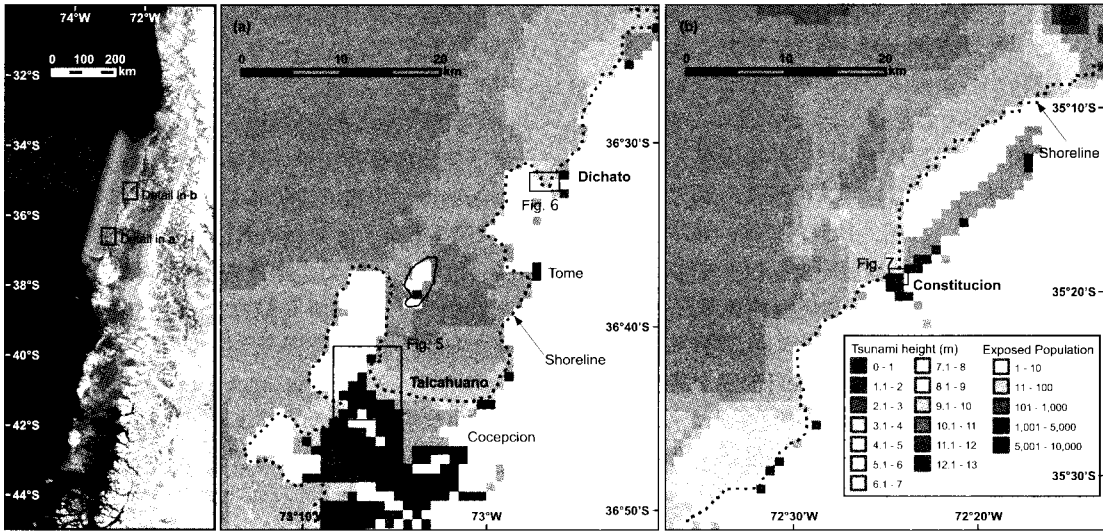 74°W 72°W
0 100 200
km
32°S
34°S
36°S
38°S
40°S
42°S
44°S
Detail in b
Detail in a
(a)
0 10 20
km
36°30'S
Dichato
Fig. 6
Tome
36°40'S
Fig. 5
Shoreline
Talcahuano
Cocepcion
73°10' 73°W
36°50'S
(b)
0 10 20
km
35°10'S
Shoreline
Fig. 7
Constitucion
35°20'S
Tsunami height (m) Exposed Population
0 - 1 7.1 - 8 1 - 10
1.1 - 2 8.1 - 9 11 - 100
2.1 - 3 9.1 - 10 101 - 1,000
3.1 - 4 10.1 - 11 1,001 - 5,000
4.1 - 5 11.1 - 12 5,001 - 10,000
5.1 - 6 12.1 - 13
6.1 - 7
35°30'S
72°30'W 72°20'W